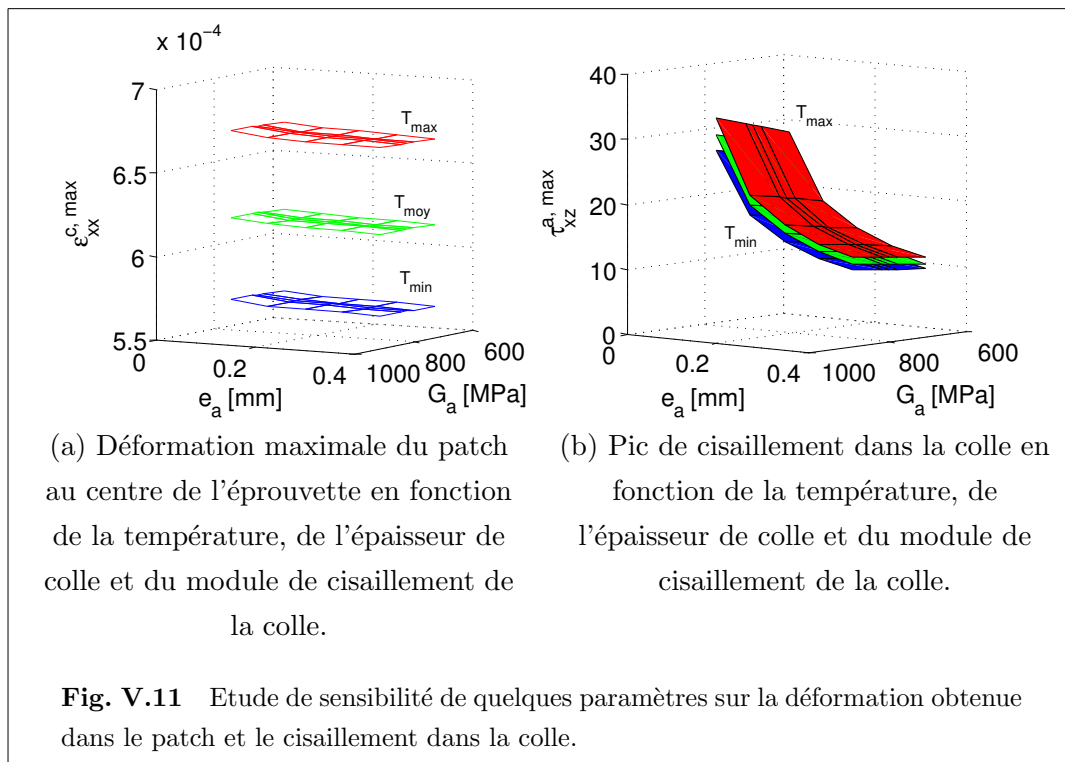 x 10⁻⁴
7
6.5
6
5.5
ε_xx^c, max
T_max
T_moy
T_min
0
0.2
0.4
e_a [mm]
1000
800
600
G_a [MPa]
40
30
20
10
0
τ_xz^a, max
T_max
T_min
0
0.2
0.4
e_a [mm]
1000
800
600
G_a [MPa]
(a) Déformation maximale du patch
au centre de l'éprouvette en fonction
de la température, de l'épaisseur de
colle et du module de cisaillement de
la colle.
(b) Pic de cisaillement dans la colle en
fonction de la température, de
l'épaisseur de colle et du module de
cisaillement de la colle.
Fig. V.11 Etude de sensibilité de quelques paramètres sur la déformation obtenue
dans le patch et le cisaillement dans la colle.